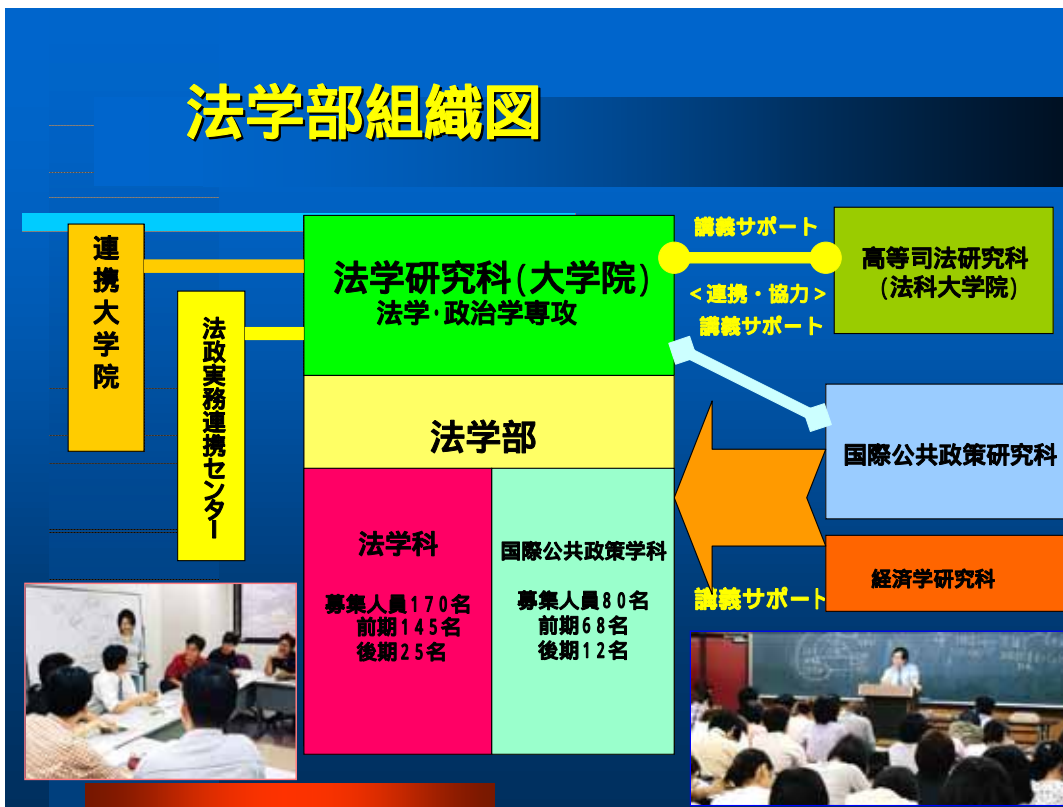 法学部組織図
連携大学院
法政実務連携センター
法学研究科(大学院)
法学・政治学専攻
法学部
法学科
募集人員170名
前期145名
後期25名
国際公共政策学科
募集人員80名
前期68名
後期12名
講義サポート
<連携・協力>
講義サポート
高等司法研究科
(法科大学院)
国際公共政策研究科
経済学研究科
講義サポート